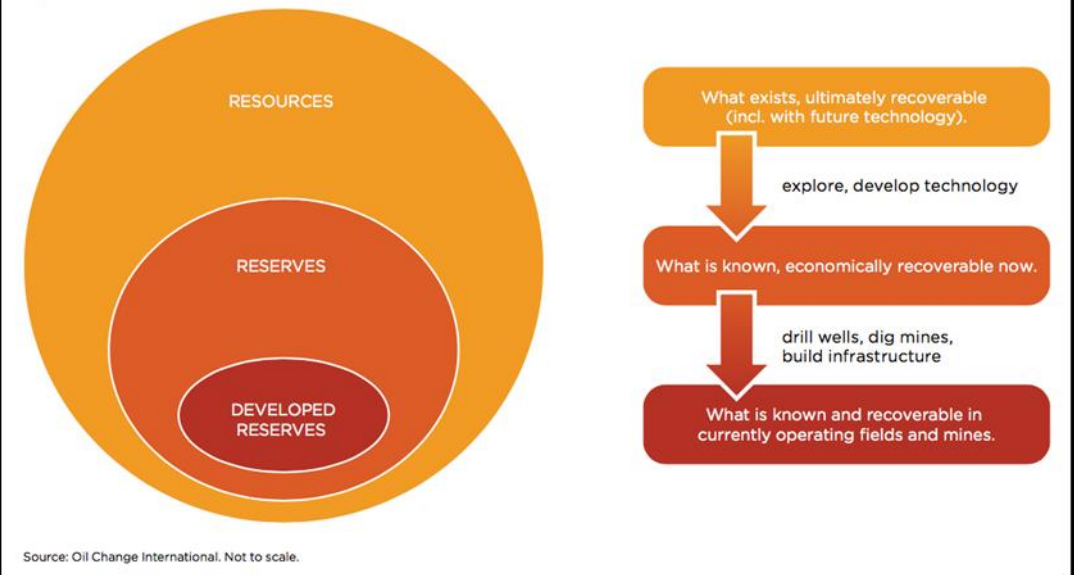 RESOURCES
RESERVES
DEVELOPED
RESERVES
What exists, ultimately recoverable
(incl. with future technology).
explore, develop technology
What is known, economically recoverable now.
drill wells, dig mines,
build infrastructure
What is known and recoverable in
currently operating fields and mines.
Source: Oil Change International. Not to scale.